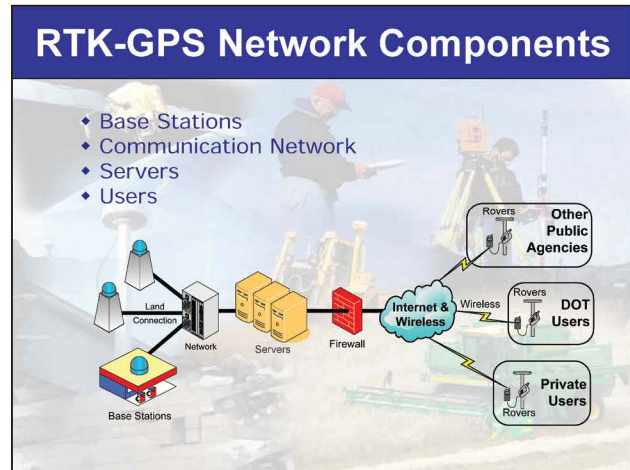 RTK-GPS Network Components
◆ Base Stations
◆ Communication Network
◆ Servers
◆ Users
Rovers
Other
Public
Agencies
Land
Connection
Network
Servers
Firewall
Internet &
Wireless
Wireless
Rovers
DOT
Users
Base Stations
Rovers
Private
Users